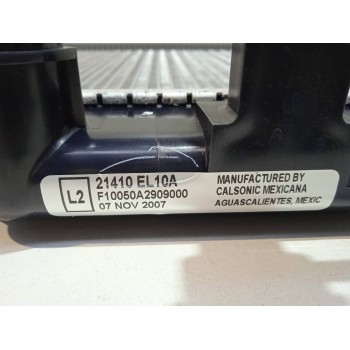 L2
21410 EL10A
F10050A2909000
07 NOV 2007
MANUFACTURED BY
CALSONIC MEXICANA
AGUASCALIENTES, MEXIC